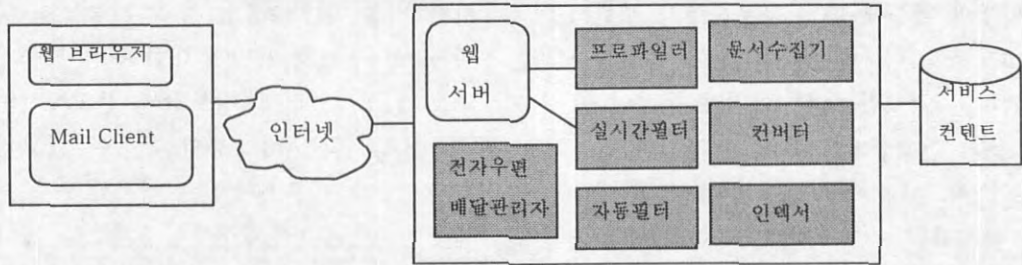 웹 브라우저
Mail Client
인터넷
웹
서버
전자우편
배달관리자
프로파일러
문서수집기
실시간필터
컨버터
자동필터
인덱서
서비스
컨텐트